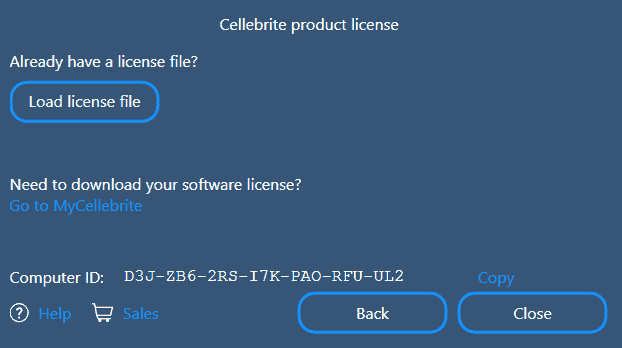 Cellebrite product license
Already have a license file?
Load license file
Need to download your software license?
Go to MyCellebrite
Computer ID: D3J-ZB6-2RS-I7K-PAO-RFU-UL2 Copy
? Help Sales Back Close